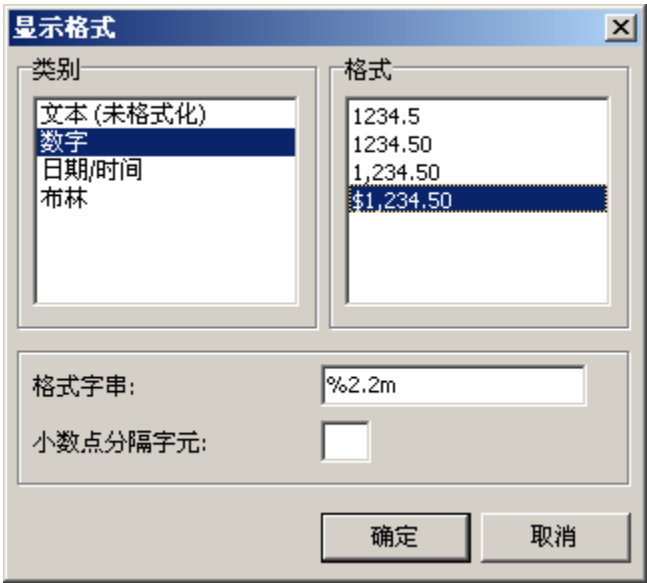 显示格式
类别
文本 (未格式化)
数字
日期/时间
布林
格式
1234.5
1234.50
1,234.50
$1,234.50
格式字串:
%2.2m
小数点分隔字元:
确定
取消